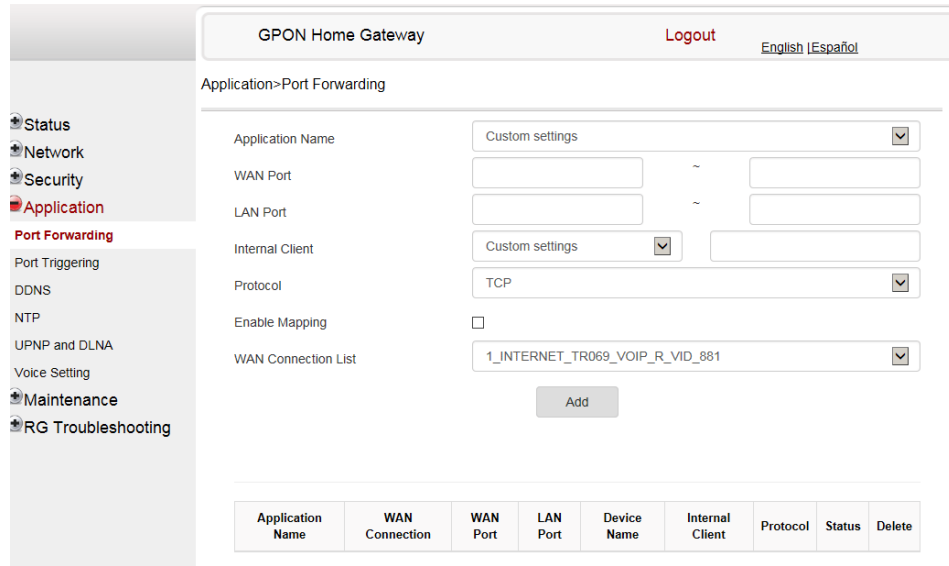 GPON Home Gateway
Logout
English |Español
Application>Port Forwarding
Status
Network
Security
Application
Port Forwarding
Port Triggering
DDNS
NTP
UPNP and DLNA
Voice Setting
Maintenance
RG Troubleshooting
Application Name Custom settings
WAN Port ~
LAN Port ~
Internal Client Custom settings
Protocol TCP
Enable Mapping
WAN Connection List 1_INTERNET_TR069_VOIP_R_VID_881
Add
Application Name WAN Connection WAN Port LAN Port Device Name Internal Client Protocol Status Delete